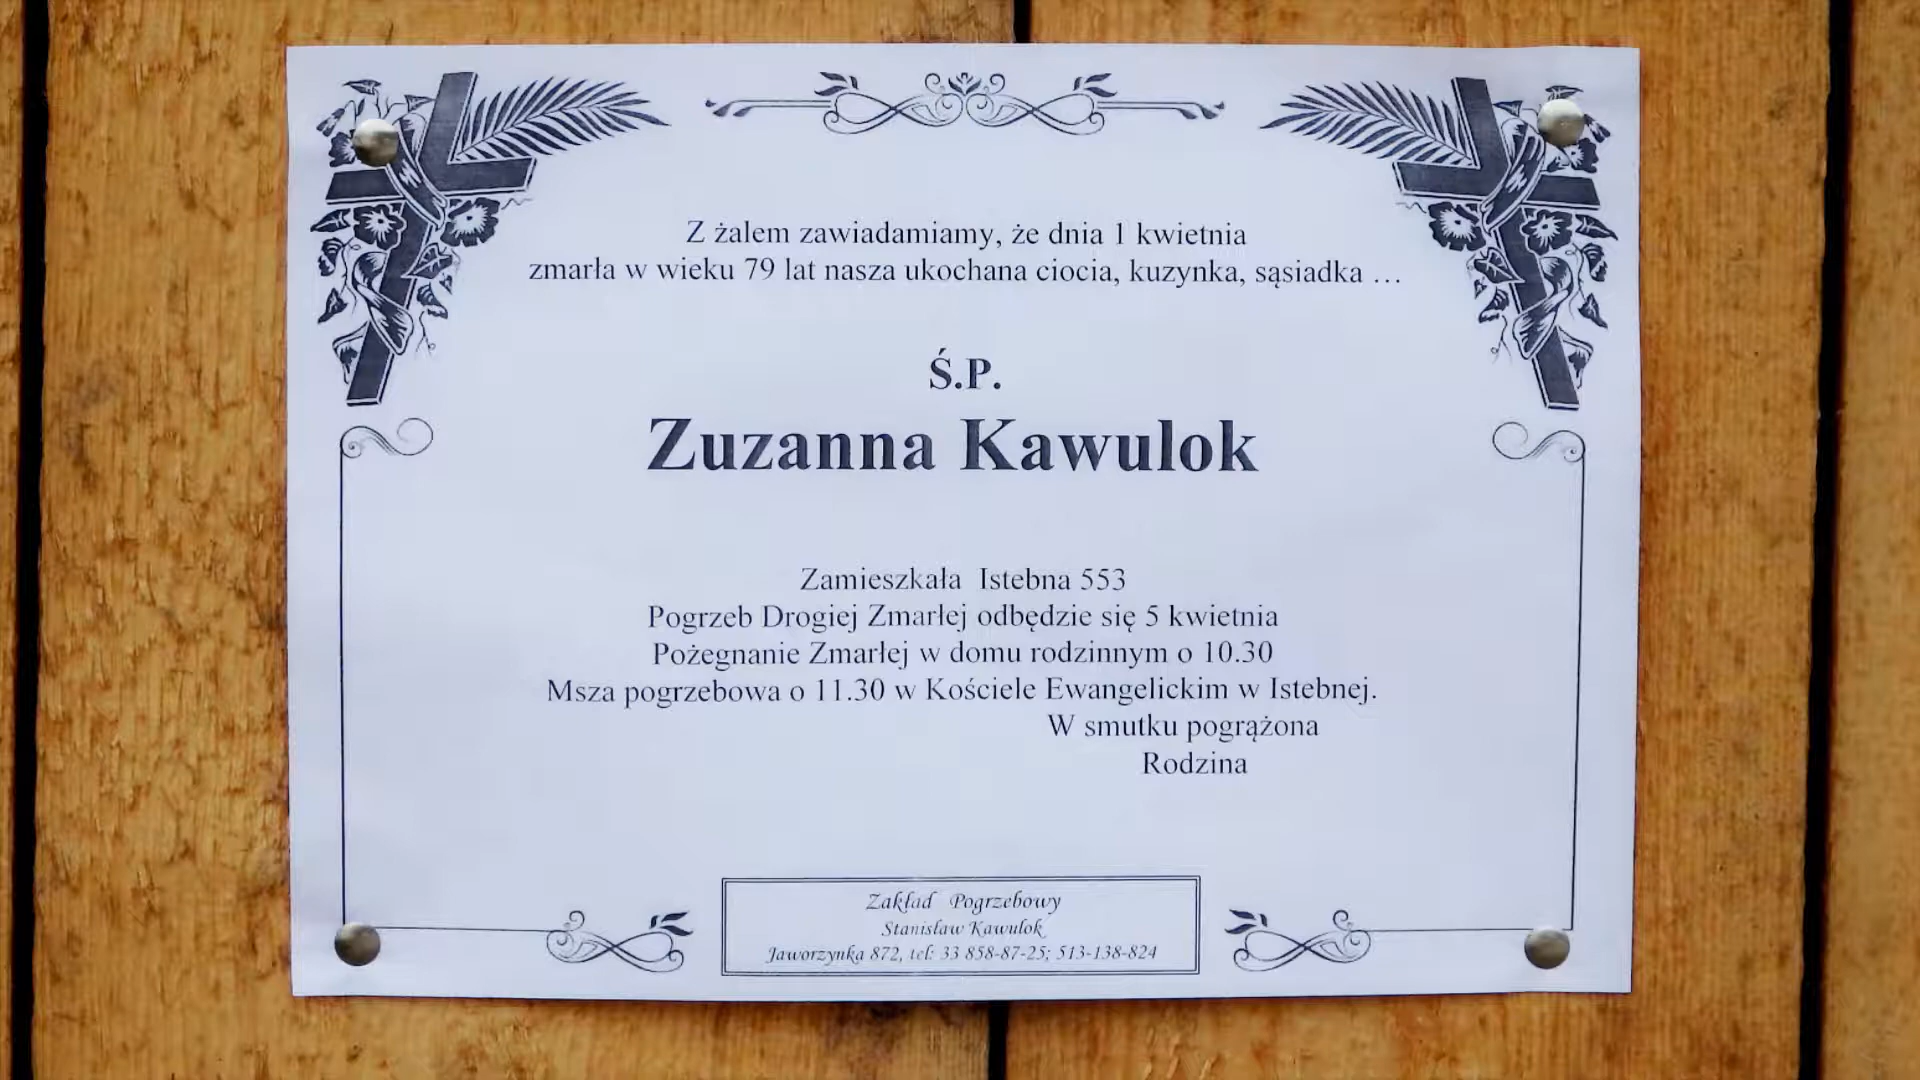 Z żalem zawiadamiamy, że dnia 1 kwietnia
zmarła w wieku 79 lat nasza ukochana ciocia, kuzynka, sąsiadka …
Ś.P.
Zuzanna Kawulok
Zamieszkała Istebna 553
Pogrzeb Drogiej Zmarłej odbędzie się 5 kwietnia
Pożegnanie Zmarłej w domu rodzinnym o 10.30
Msza pogrzebowa o 11.30 w Kościele Ewangelickim w Istebnej.
W smutku pogrążona
Rodzina
Zakład Pogrzebowy
Stanisław Kawulok
Jaworzynka 872, tel: 33 858-87-25; 513-138-824